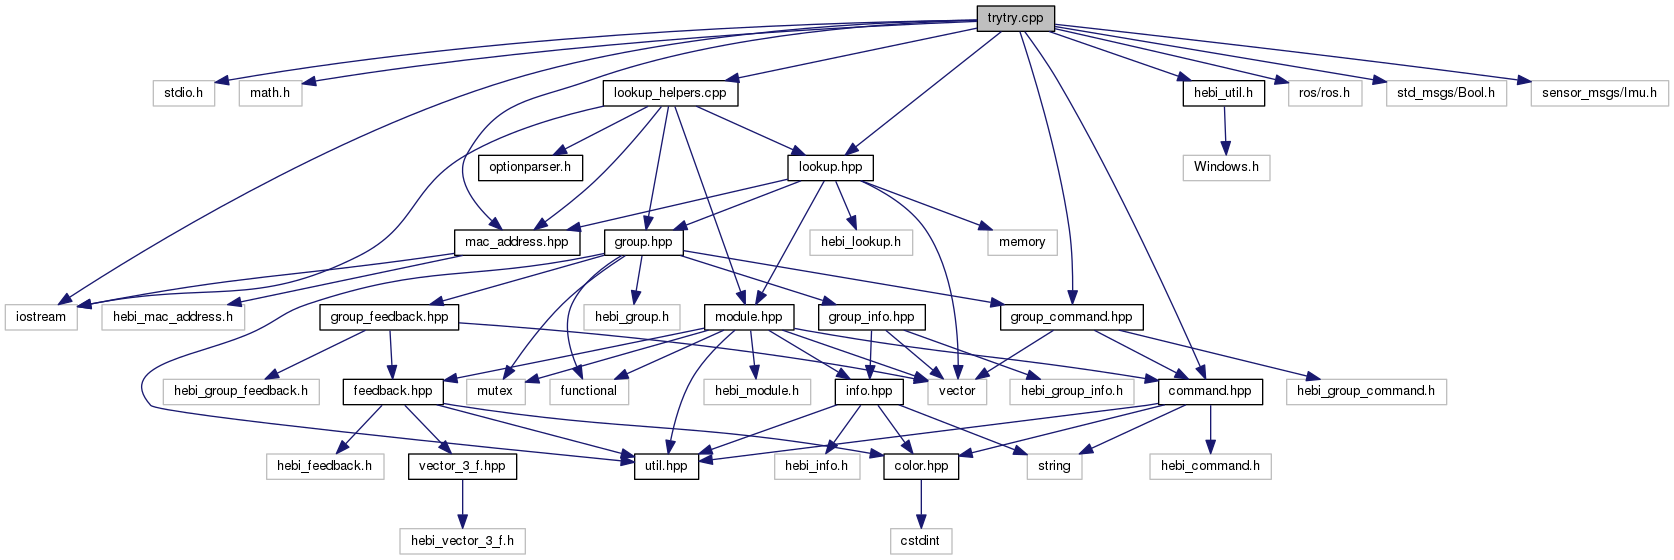 trytry.cpp
stdio.h
math.h
lookup_helpers.cpp
hebi_util.h
ros/ros.h
std_msgs/Bool.h
sensor_msgs/Imu.h
optionparser.h
lookup.hpp
Windows.h
mac_address.hpp
group.hpp
hebi_lookup.h
memory
iostream
hebi_mac_address.h
group_feedback.hpp
hebi_group.h
module.hpp
group_info.hpp
group_command.hpp
hebi_group_feedback.h
feedback.hpp
mutex
functional
hebi_module.h
info.hpp
vector
hebi_group_info.h
command.hpp
hebi_group_command.h
hebi_feedback.h
vector_3_f.hpp
util.hpp
hebi_info.h
color.hpp
string
hebi_command.h
hebi_vector_3_f.h
cstdint